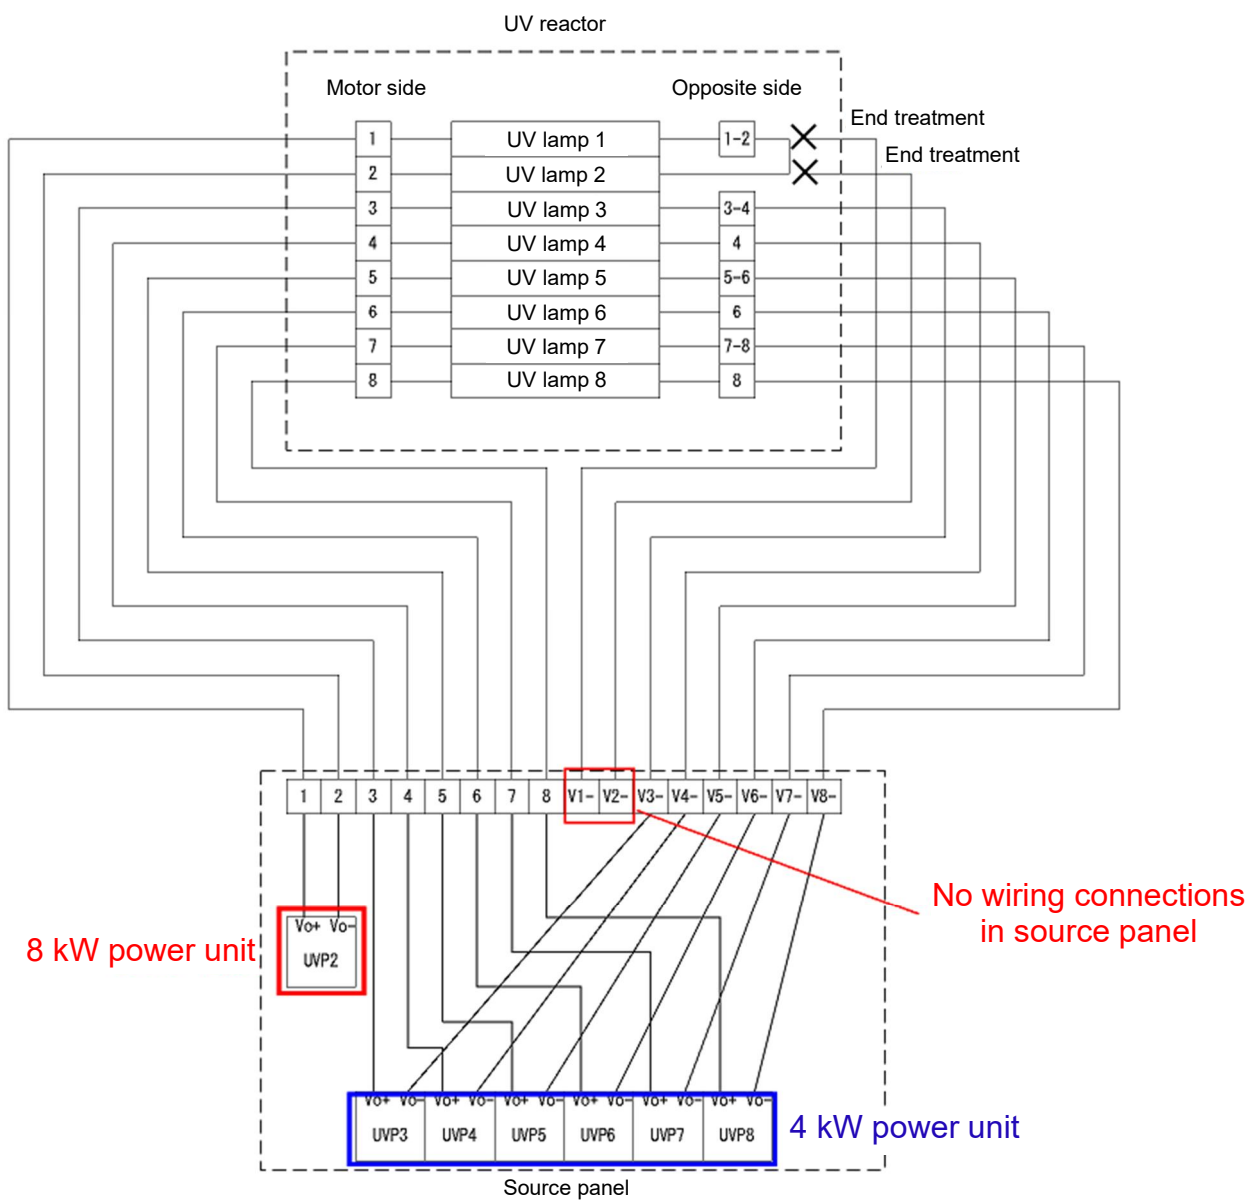 UV reactor
Motor side
Opposite side
End treatment
End treatment
1
UV lamp 1
1-2
2
UV lamp 2
3
UV lamp 3
3-4
4
UV lamp 4
4
5
UV lamp 5
5-6
6
UV lamp 6
6
7
UV lamp 7
7-8
8
UV lamp 8
8
1 2 3 4 5 6 7 8 V1- V2- V3- V4- V5- V6- V7- V8-
No wiring connections
in source panel
Vo+ Vo-
UVP2
8 kW power unit
Vo+ Vo- Vo+ Vo- Vo+ Vo- Vo+ Vo- Vo+ Vo- Vo+ Vo-
UVP3 UVP4 UVP5 UVP6 UVP7 UVP8
4 kW power unit
Source panel